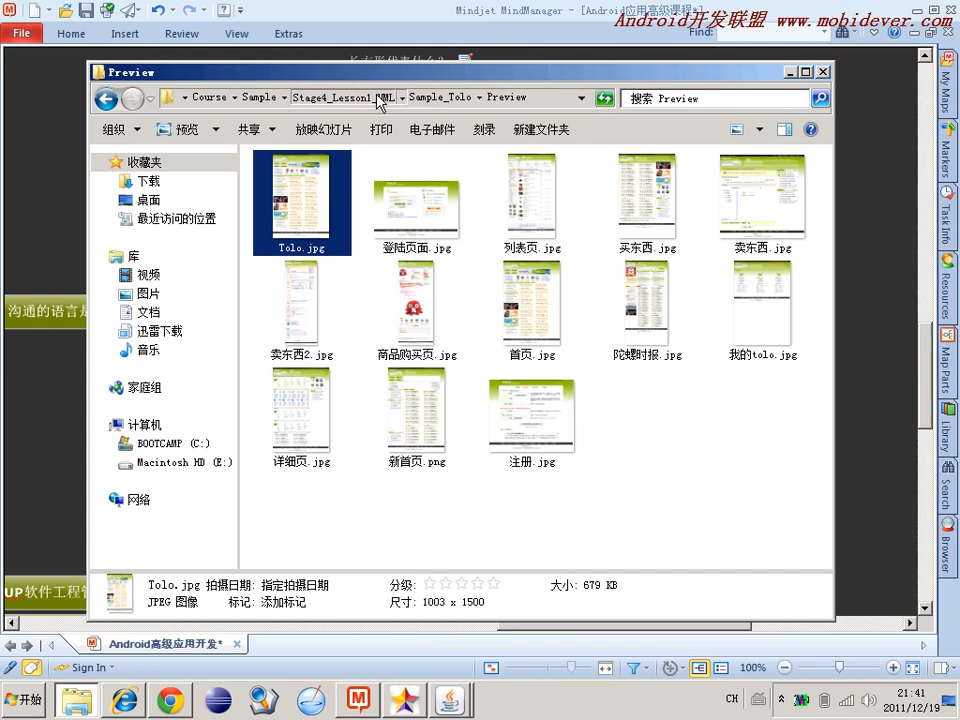 Mindjet MindManager - [Android应用高级课程*]
Android开发联盟 www.mobidever.com
File Home Insert Review View Extras Find:
Preview
Course Sample Stage4_Lesson1_UML Sample_Tolo Preview
搜索 Preview
组织 预览 共享 放映幻灯片 打印 电子邮件 刻录 新建文件夹
收藏夹
下载
桌面
最近访问的位置
库
视频
图片
文档
迅雷下载
音乐
家庭组
计算机
BOOTCAMP (C:)
Macintosh HD (E:)
网络
Tolo.jpg 登陆页面.jpg 列表页.jpg 买东西.jpg 卖东西.jpg
卖东西2.jpg 商品购买页.jpg 首页.jpg 陀螺时报.jpg 我的tolo.jpg
详细页.jpg 新首页.png 注册.jpg
Tolo.jpg 拍摄日期: 指定拍摄日期 分级: 大小: 679 KB
JPEG 图像 标记: 添加标记 尺寸: 1003 x 1500
沟通的语言是
UP软件工程管
My Maps
Markers
Task Info
Resources
Map Parts
Library
Search
Browser
Android高级应用开发*
Sign In
100%
开始
CH
21:41
2011/12/19